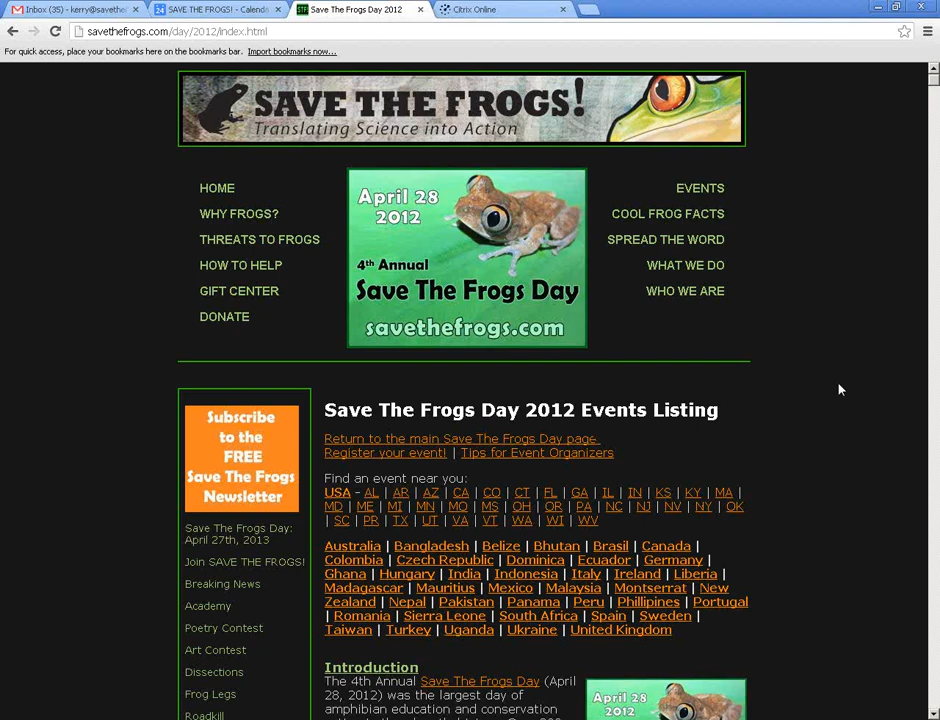 Inbox (35) - kerry@savethef
24 SAVE THE FROGS! - Calenda
STF Save The Frogs Day 2012
Citrix Online
savethefrogs.com/day/2012/index.html
For quick access, place your bookmarks here on the bookmarks bar. Import bookmarks now...
SAVE THE FROGS!
Translating Science into Action
HOME
WHY FROGS?
THREATS TO FROGS
HOW TO HELP
GIFT CENTER
DONATE
April 28
2012
4th Annual
Save The Frogs Day
savethefrogs.com
EVENTS
COOL FROG FACTS
SPREAD THE WORD
WHAT WE DO
WHO WE ARE
Subscribe
to the
FREE
Save The Frogs
Newsletter
Save The Frogs Day:
April 27th, 2013
Join SAVE THE FROGS!
Breaking News
Academy
Poetry Contest
Art Contest
Dissections
Frog Legs
Roadkill
Save The Frogs Day 2012 Events Listing
Return to the main Save The Frogs Day page
Register your event! | Tips for Event Organizers
Find an event near you:
USA - AL | AR | AZ | CA | CO | CT | FL | GA | IL | IN | KS | KY | MA |
MD | ME | MI | MN | MO | MS | OH | OR | PA | NC | NJ | NV | NY | OK
| SC | PR | TX | UT | VA | VT | WA | WI | WV
Australia | Bangladesh | Belize | Bhutan | Brasil | Canada |
Colombia | Czech Republic | Dominica | Ecuador | Germany |
Ghana | Hungary | India | Indonesia | Italy | Ireland | Liberia |
Madagascar | Mauritius | Mexico | Malaysia | Montserrat | New
Zealand | Nepal | Pakistan | Panama | Peru | Phillipines | Portugal
| Romania | Sierra Leone | South Africa | Spain | Sweden |
Taiwan | Turkey | Uganda | Ukraine | United Kingdom
Introduction
The 4th Annual Save The Frogs Day (April
28, 2012) was the largest day of
amphibian education and conservation
April 28
2012